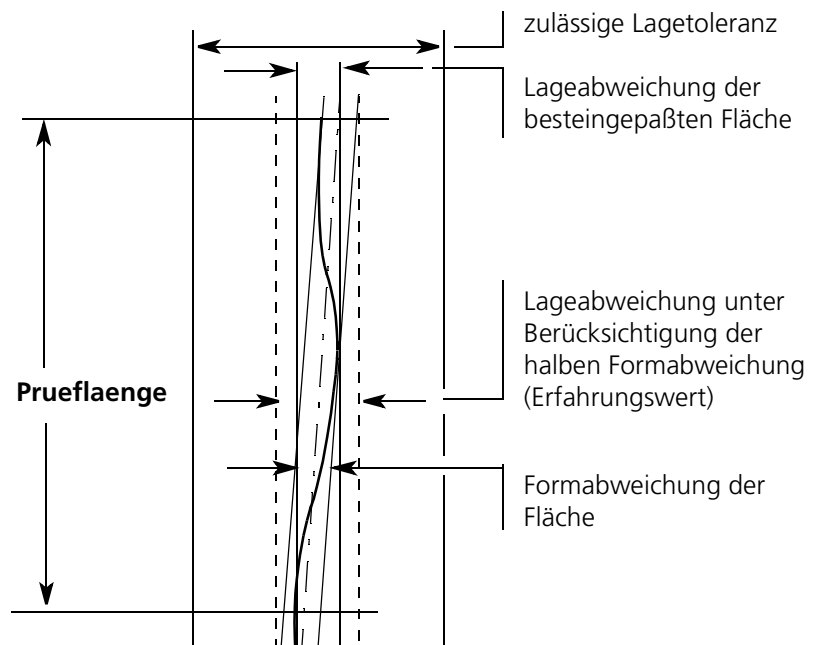 zulässige Lagetoleranz
Lageabweichung der
besteingepaßten Fläche
Lageabweichung unter
Berücksichtigung der
halben Formabweichung
(Erfahrungswert)
Prueflaenge
Formabweichung der
Fläche